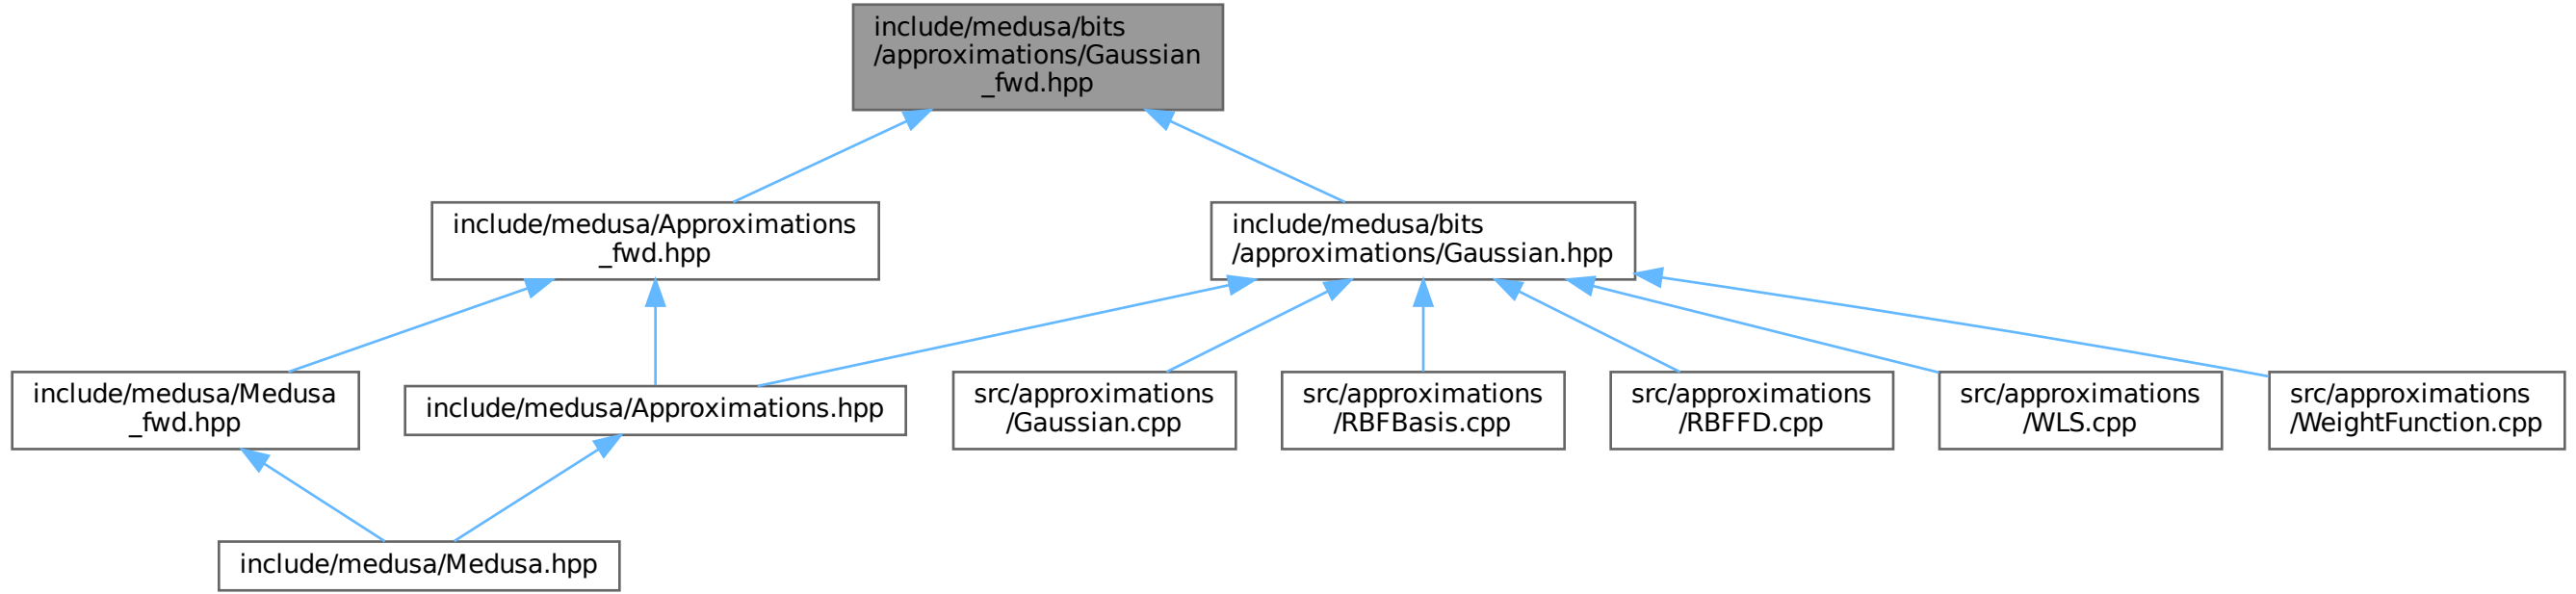 include/medusa/bits
/approximations/Gaussian
_fwd.hpp
include/medusa/Approximations
_fwd.hpp
include/medusa/bits
/approximations/Gaussian.hpp
include/medusa/Medusa
_fwd.hpp
include/medusa/Approximations.hpp
src/approximations
/Gaussian.cpp
src/approximations
/RBFBasis.cpp
src/approximations
/RBFFD.cpp
src/approximations
/WLS.cpp
src/approximations
/WeightFunction.cpp
include/medusa/Medusa.hpp